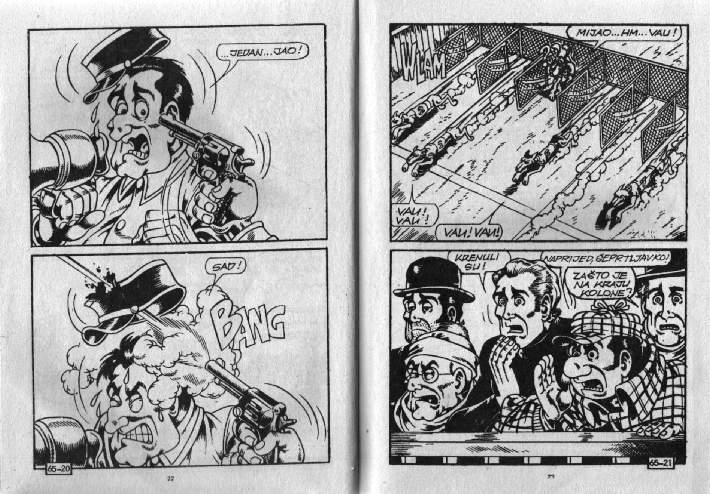 ...JEDAN...JAO!
SAD!
BANG
65-20
22
MIJAO...HM...VAU!
WLAM
VAU!
VAU!
VAU! VAU!
KRENULI
SU!
NAPRIJED, ŠEPRTLJAVKO!
ZAŠTO JE
NA KRAJU
KOLONE?
65-21